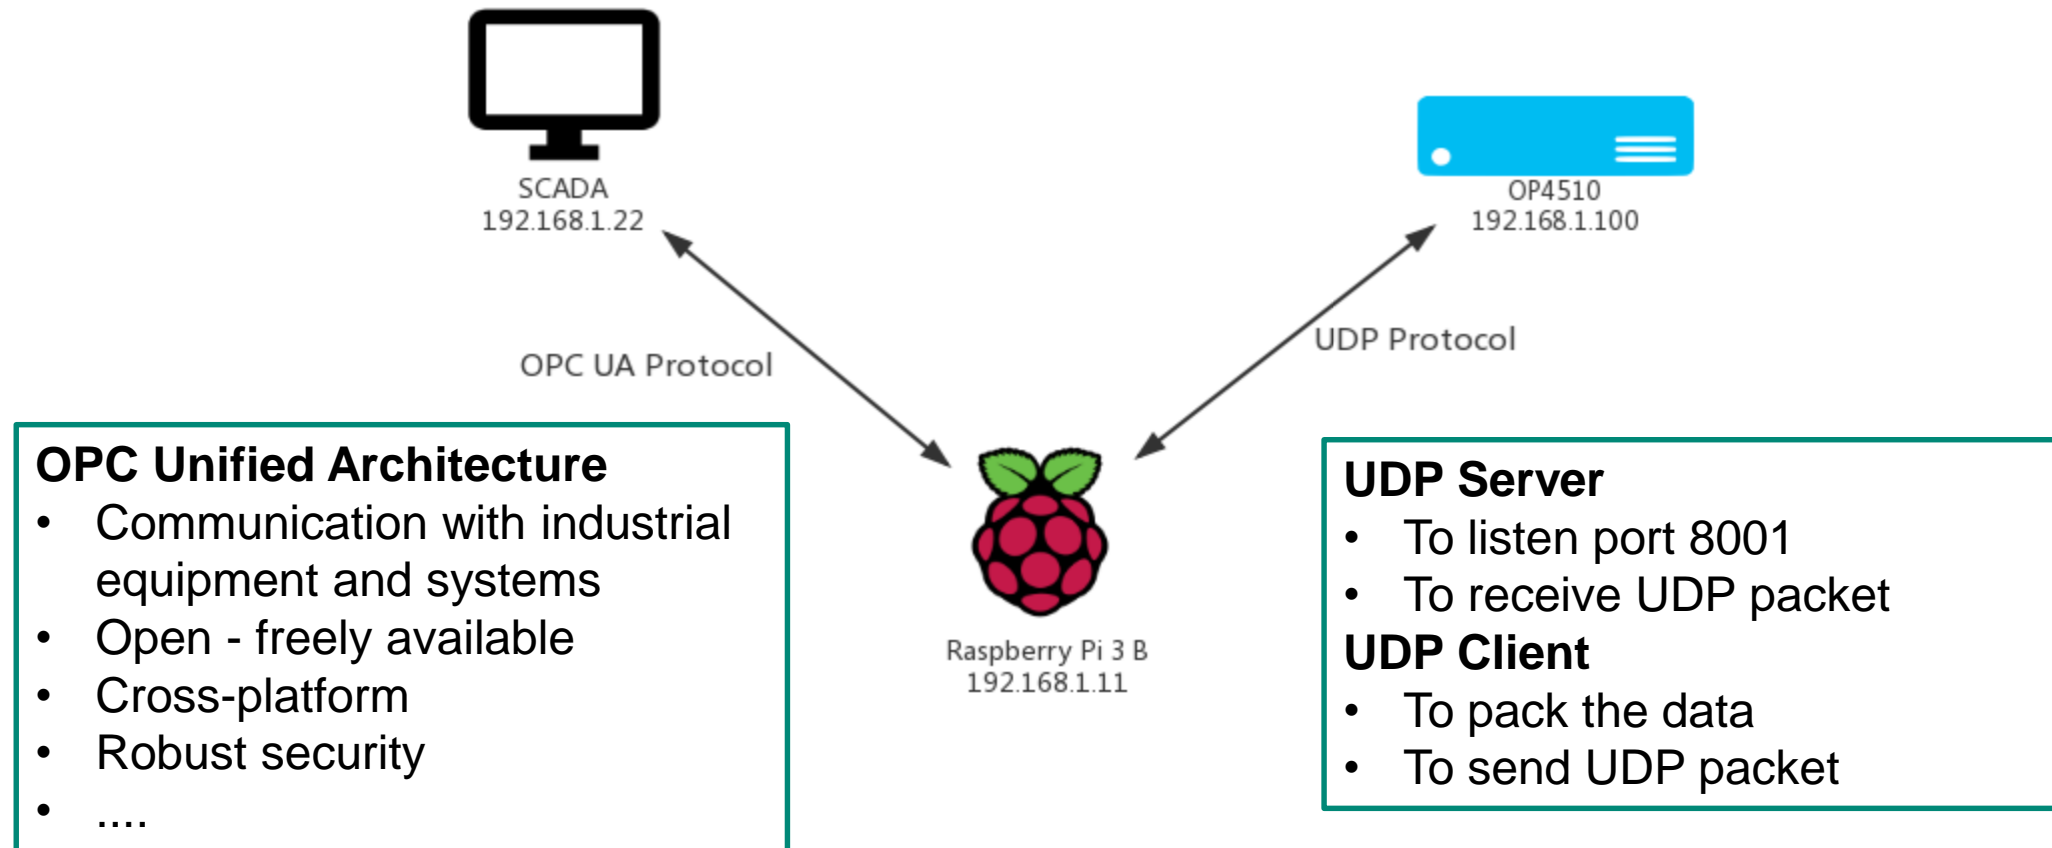 SCADA
192.168.1.22
OP4510
192.168.1.100
OPC UA Protocol
UDP Protocol
Raspberry Pi 3 B
192.168.1.11
OPC Unified Architecture
• Communication with industrial
equipment and systems
• Open - freely available
• Cross-platform
• Robust security
• ....
UDP Server
• To listen port 8001
• To receive UDP packet
UDP Client
• To pack the data
• To send UDP packet